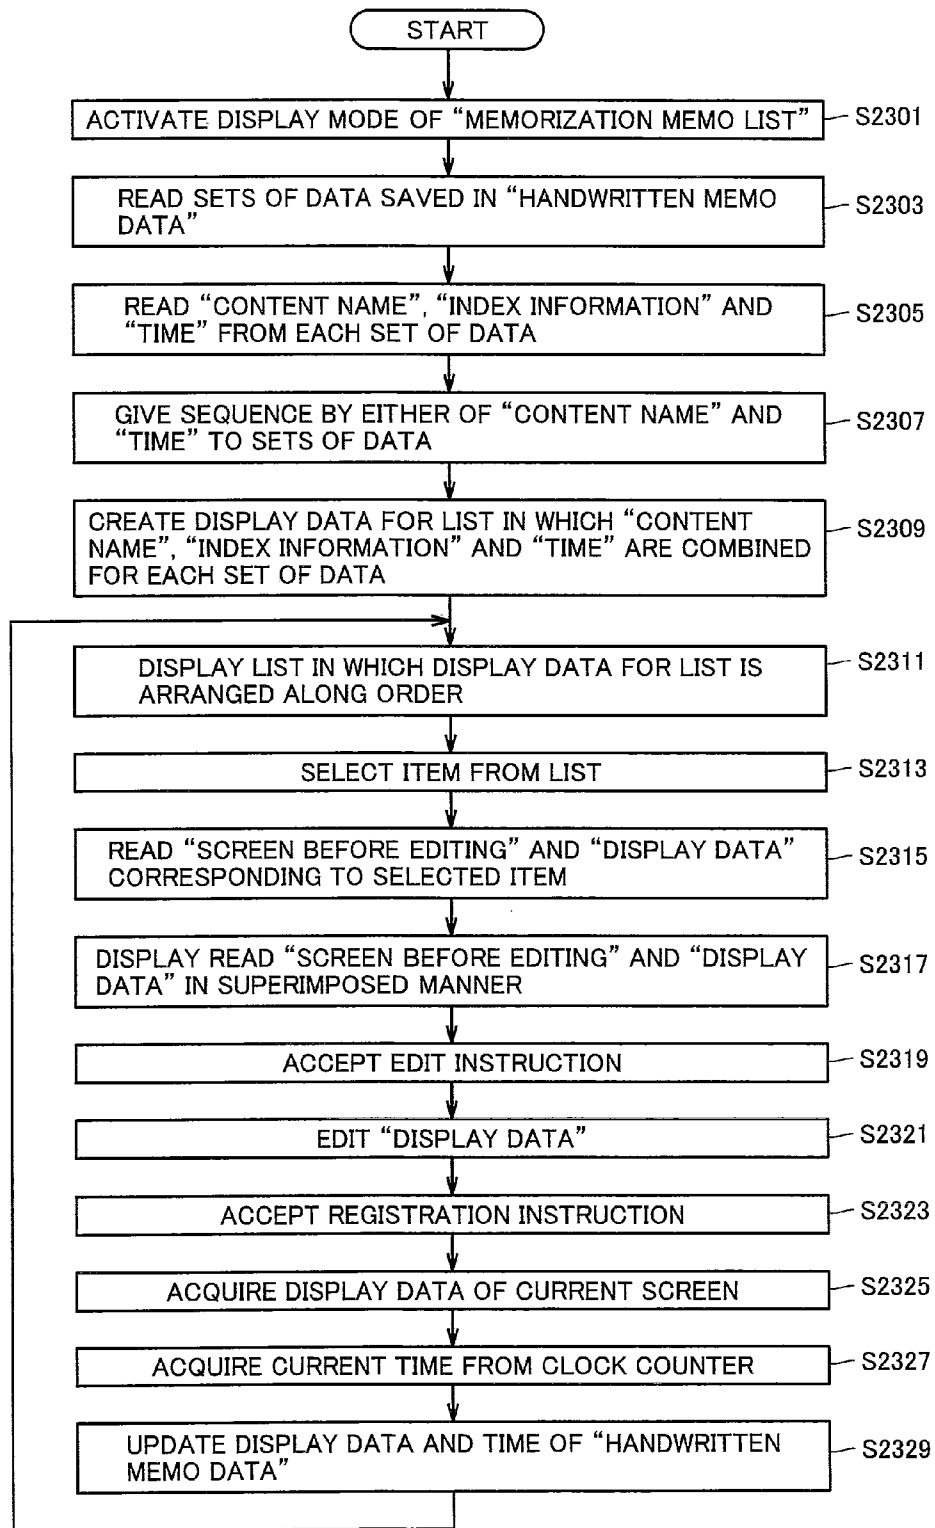 START
ACTIVATE DISPLAY MODE OF “MEMORIZATION MEMO LIST”
S2301
READ SETS OF DATA SAVED IN “HANDWRITTEN MEMO
DATA”
S2303
READ “CONTENT NAME”, “INDEX INFORMATION” AND
“TIME” FROM EACH SET OF DATA
S2305
GIVE SEQUENCE BY EITHER OF “CONTENT NAME” AND
“TIME” TO SETS OF DATA
S2307
CREATE DISPLAY DATA FOR LIST IN WHICH “CONTENT
NAME”, “INDEX INFORMATION” AND “TIME” ARE COMBINED
FOR EACH SET OF DATA
S2309
DISPLAY LIST IN WHICH DISPLAY DATA FOR LIST IS
ARRANGED ALONG ORDER
S2311
SELECT ITEM FROM LIST
S2313
READ “SCREEN BEFORE EDITING” AND “DISPLAY DATA”
CORRESPONDING TO SELECTED ITEM
S2315
DISPLAY READ “SCREEN BEFORE EDITING” AND “DISPLAY
DATA” IN SUPERIMPOSED MANNER
S2317
ACCEPT EDIT INSTRUCTION
S2319
EDIT “DISPLAY DATA”
S2321
ACCEPT REGISTRATION INSTRUCTION
S2323
ACQUIRE DISPLAY DATA OF CURRENT SCREEN
S2325
ACQUIRE CURRENT TIME FROM CLOCK COUNTER
S2327
UPDATE DISPLAY DATA AND TIME OF “HANDWRITTEN
MEMO DATA”
S2329